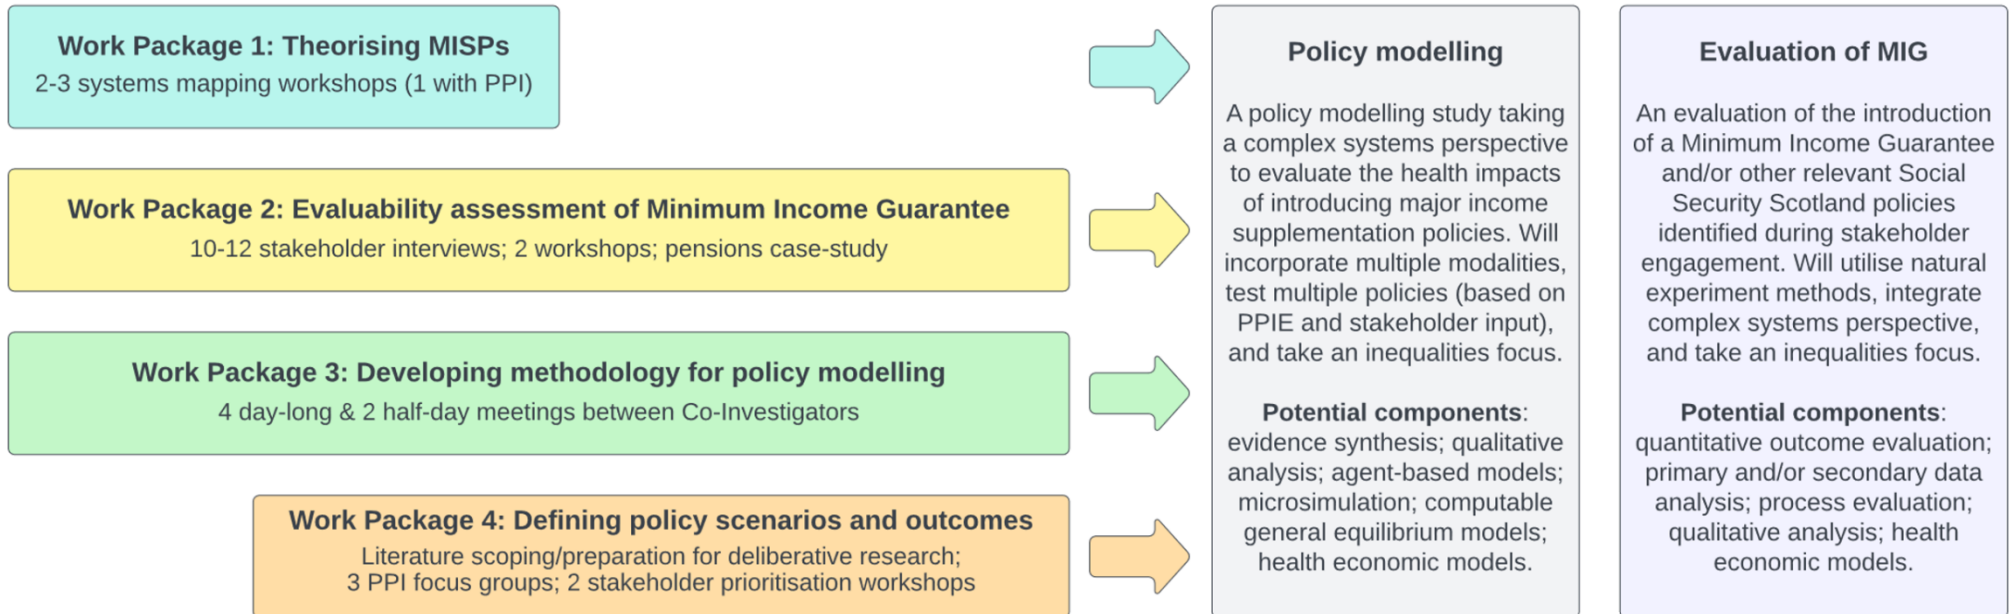 Work Package 1: Theorising MISPs
2-3 systems mapping workshops (1 with PPI)
Work Package 2: Evaluability assessment of Minimum Income Guarantee
10-12 stakeholder interviews; 2 workshops; pensions case-study
Work Package 3: Developing methodology for policy modelling
4 day-long & 2 half-day meetings between Co-Investigators
Work Package 4: Defining policy scenarios and outcomes
Literature scoping/preparation for deliberative research;
3 PPI focus groups; 2 stakeholder prioritisation workshops
Policy modelling
A policy modelling study taking
a complex systems perspective
to evaluate the health impacts
of introducing major income
supplementation policies. Will
incorporate multiple modalities,
test multiple policies (based on
PPIE and stakeholder input),
and take an inequalities focus.
Potential components:
evidence synthesis; qualitative
analysis; agent-based models;
microsimulation; computable
general equilibrium models;
health economic models.
Evaluation of MIG
An evaluation of the introduction
of a Minimum Income Guarantee
and/or other relevant Social
Security Scotland policies
identified during stakeholder
engagement. Will utilise natural
experiment methods, integrate
complex systems perspective,
and take an inequalities focus.
Potential components:
quantitative outcome evaluation;
primary and/or secondary data
analysis; process evaluation;
qualitative analysis; health
economic models.